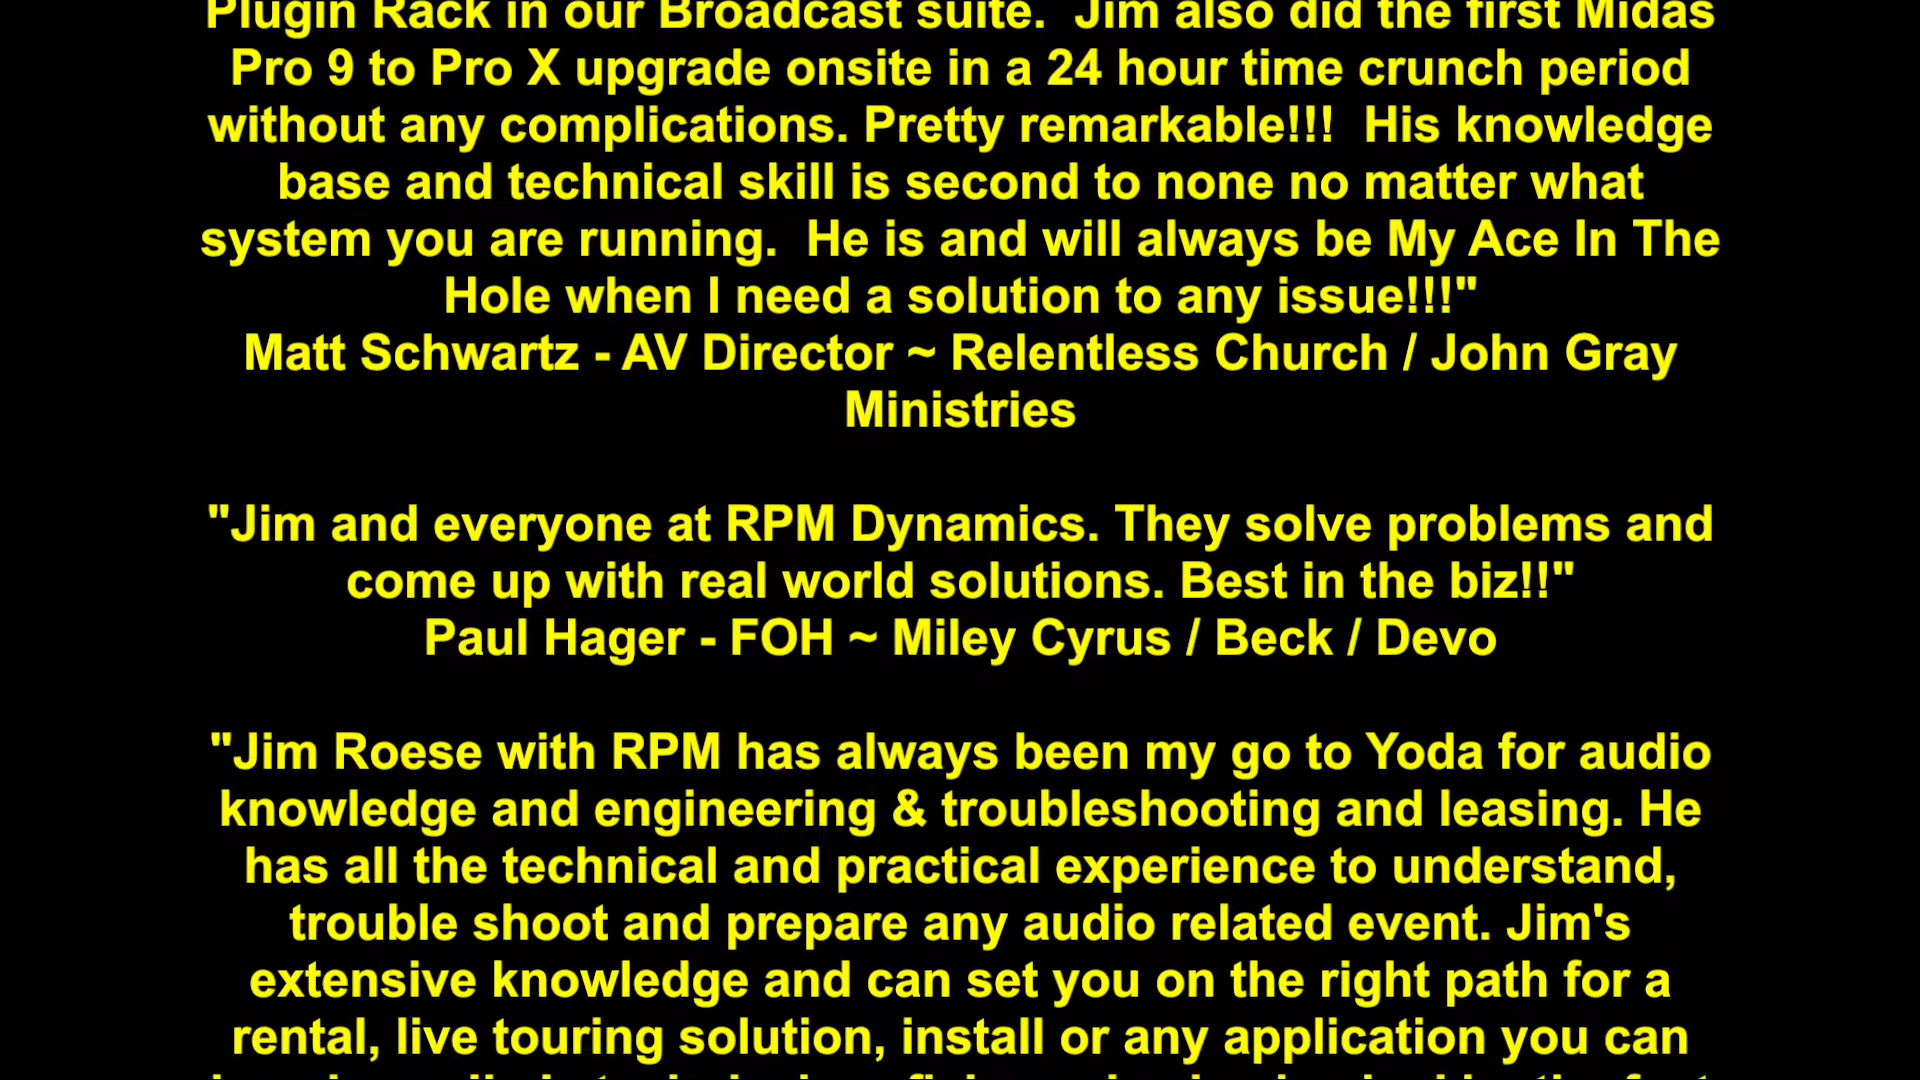 Plugin Rack in our Broadcast suite.  Jim also did the first Midas
Pro 9 to Pro X upgrade onsite in a 24 hour time crunch period
without any complications. Pretty remarkable!!!  His knowledge
base and technical skill is second to none no matter what
system you are running.  He is and will always be My Ace In The
Hole when I need a solution to any issue!!!"
Matt Schwartz - AV Director ~ Relentless Church / John Gray
Ministries
"Jim and everyone at RPM Dynamics. They solve problems and
come up with real world solutions. Best in the biz!!"
Paul Hager - FOH ~ Miley Cyrus / Beck / Devo
"Jim Roese with RPM has always been my go to Yoda for audio
knowledge and engineering & troubleshooting and leasing. He
has all the technical and practical experience to understand,
trouble shoot and prepare any audio related event. Jim's
extensive knowledge and can set you on the right path for a
rental, live touring solution, install or any application you can